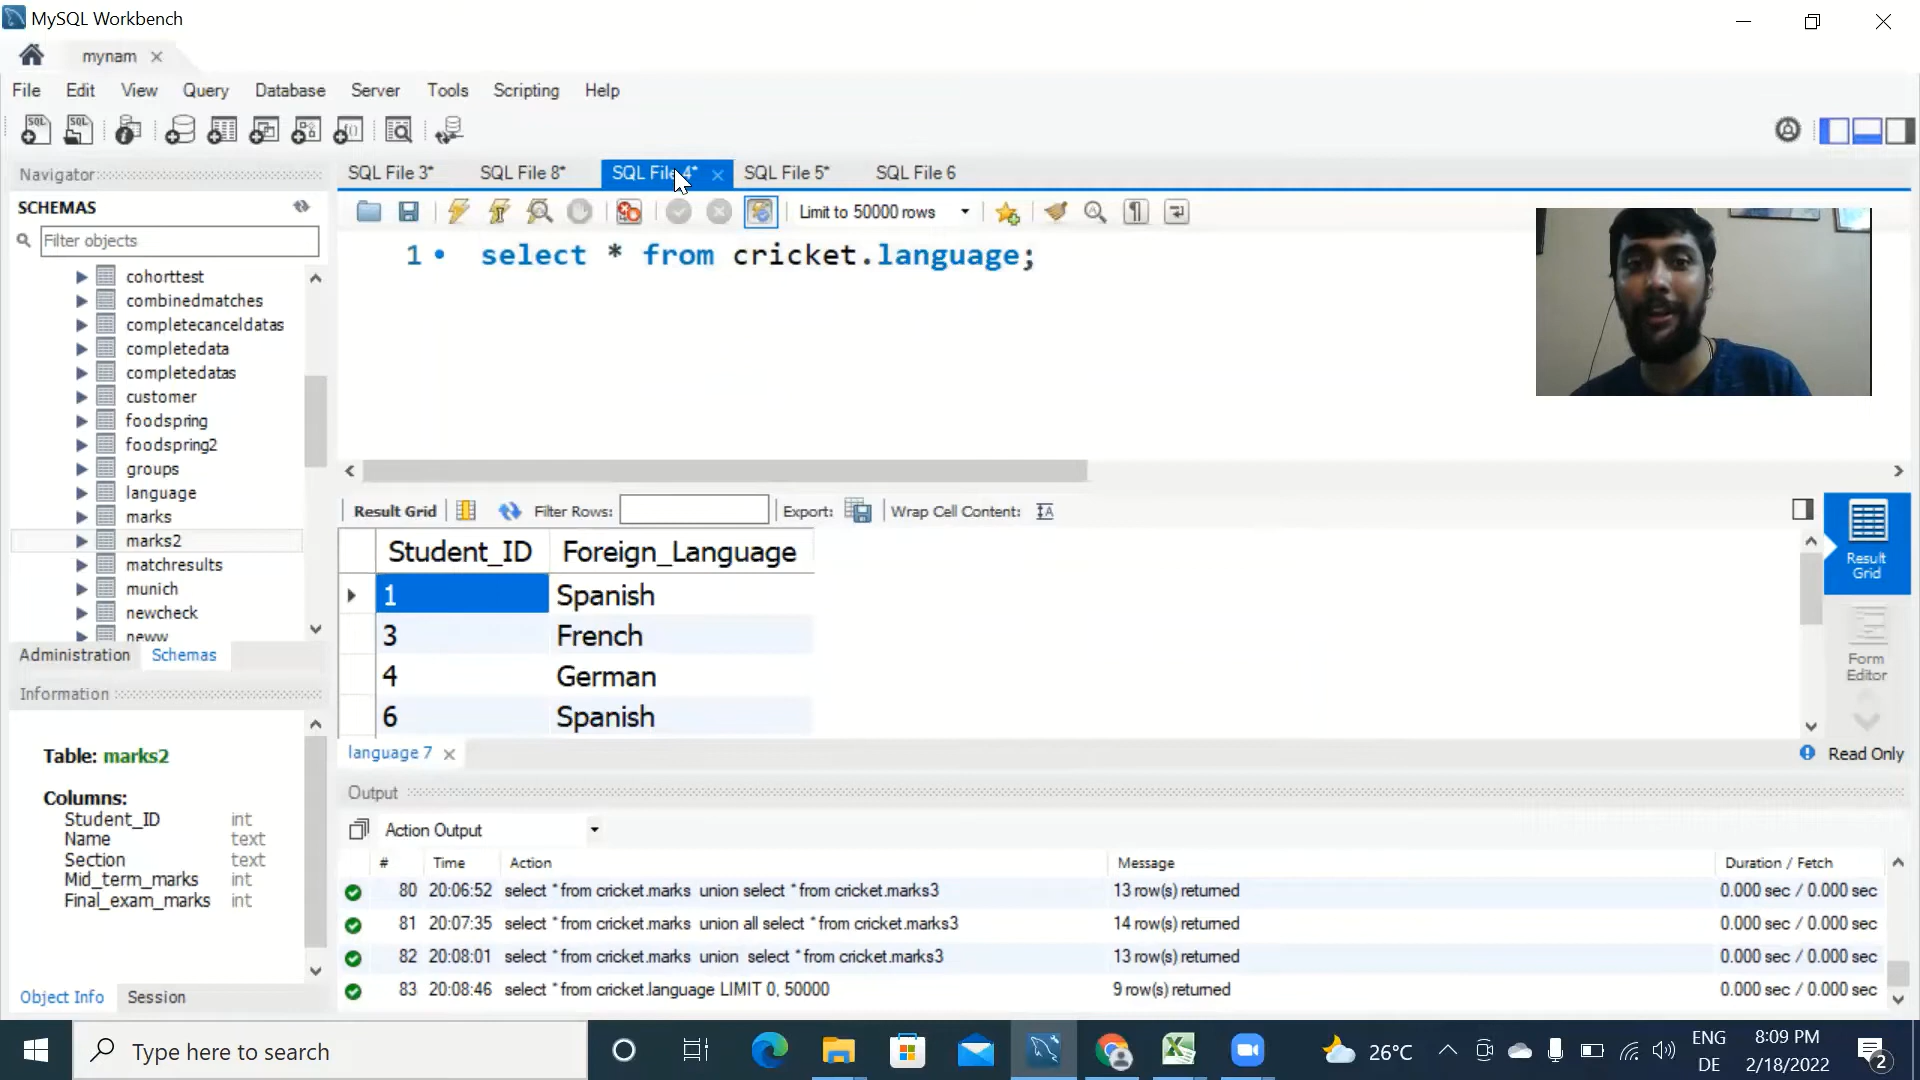 MySQL Workbench
mynam
File Edit View Query Database Server Tools Scripting Help
Navigator
SCHEMAS
Filter objects
cohorttest
combinedmatches
completecanceldatas
completedata
completedatas
customer
foodspring
foodspring2
groups
language
marks
marks2
matchresults
munich
newcheck
neww
Administration Schemas
Information
Table: marks2
Columns:
Student_ID int
Name text
Section text
Mid_term_marks int
Final_exam_marks int
Object Info Session
SQL File 3* SQL File 8* SQL File 4* SQL File 5* SQL File 6
Limit to 50000 rows
1 select * from cricket.language;
Result Grid Filter Rows: Export: Wrap Cell Content:
Student_ID Foreign_Language
1 Spanish
3 French
4 German
6 Spanish
Result
Grid
Form
Editor
language 7
Read Only
Output
Action Output
# Time Action Message Duration / Fetch
80 20:06:52 select * from cricket.marks union select * from cricket.marks3 13 row(s) returned 0.000 sec / 0.000 sec
81 20:07:35 select * from cricket.marks union all select * from cricket.marks3 14 row(s) returned 0.000 sec / 0.000 sec
82 20:08:01 select * from cricket.marks union select * from cricket.marks3 13 row(s) returned 0.000 sec / 0.000 sec
83 20:08:46 select * from cricket.language LIMIT 0, 50000 9 row(s) returned 0.000 sec / 0.000 sec
Type here to search
26°C
ENG
DE
8:09 PM
2/18/2022
2